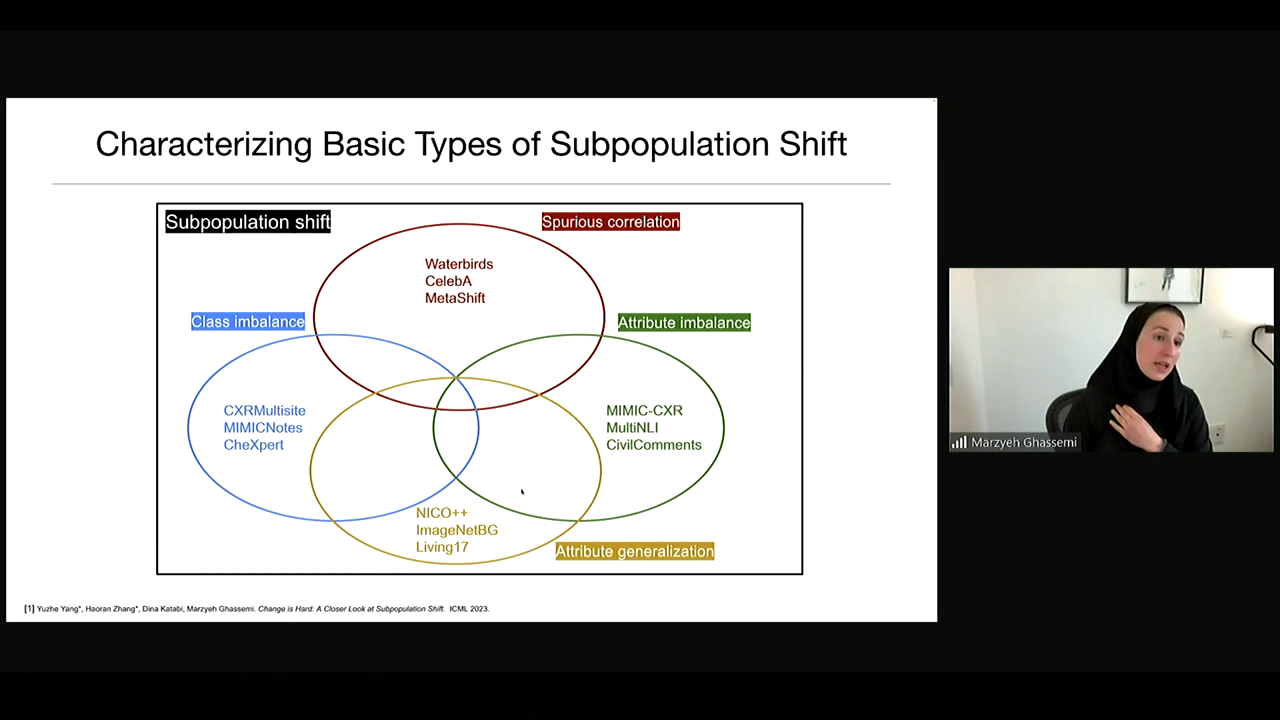 Characterizing Basic Types of Subpopulation Shift
Subpopulation shift
Spurious correlation
Waterbirds
CelebA
MetaShift
Class imbalance
Attribute imbalance
CXRMultisite
MIMICNotes
CheXpert
MIMIC-CXR
MultiNLI
CivilComments
NICO++
ImageNetBG
Living17
Attribute generalization
[1] Yuzhe Yang*, Haoran Zhang*, Dina Katabi, Marzyeh Ghassemi. Change is Hard: A Closer Look at Subpopulation Shift. ICML 2023.
Marzyeh Ghassemi